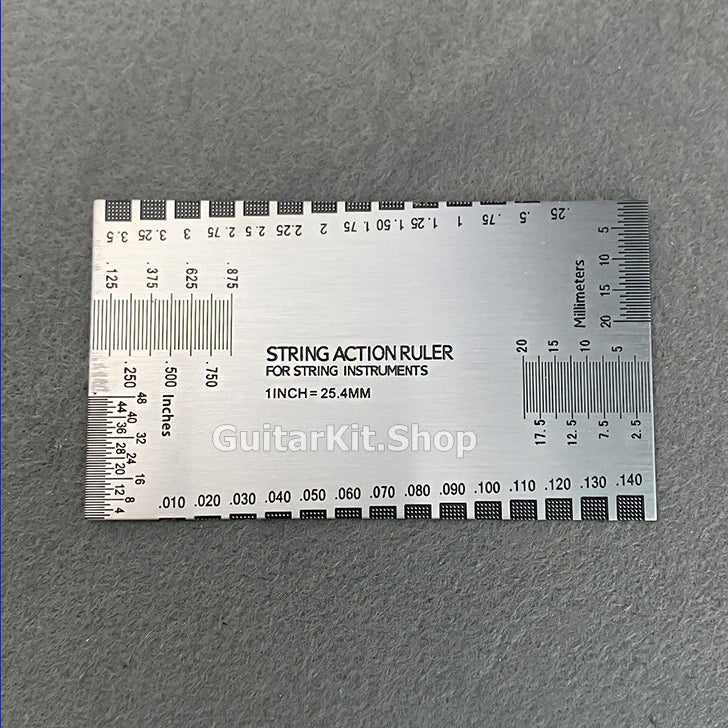 3.5 3.25 3 2.75 2.5 2.25 2 1.75 1.50 1.25 1 .75 .5 .25
.125 .375 .625 .875
5 10 15 20
Millimeters
STRING ACTION RULER
FOR STRING INSTRUMENTS
1INCH = 25.4MM
20 15 10 5
17.5 12.5 7.5 2.5
.250 .500 .750
Inches
48 44 40 36 32 28 24 20 16 12 8 4
GuitarKit.Shop
.010 .020 .030 .040 .050 .060 .070 .080 .090 .100 .110 .120 .130 .140